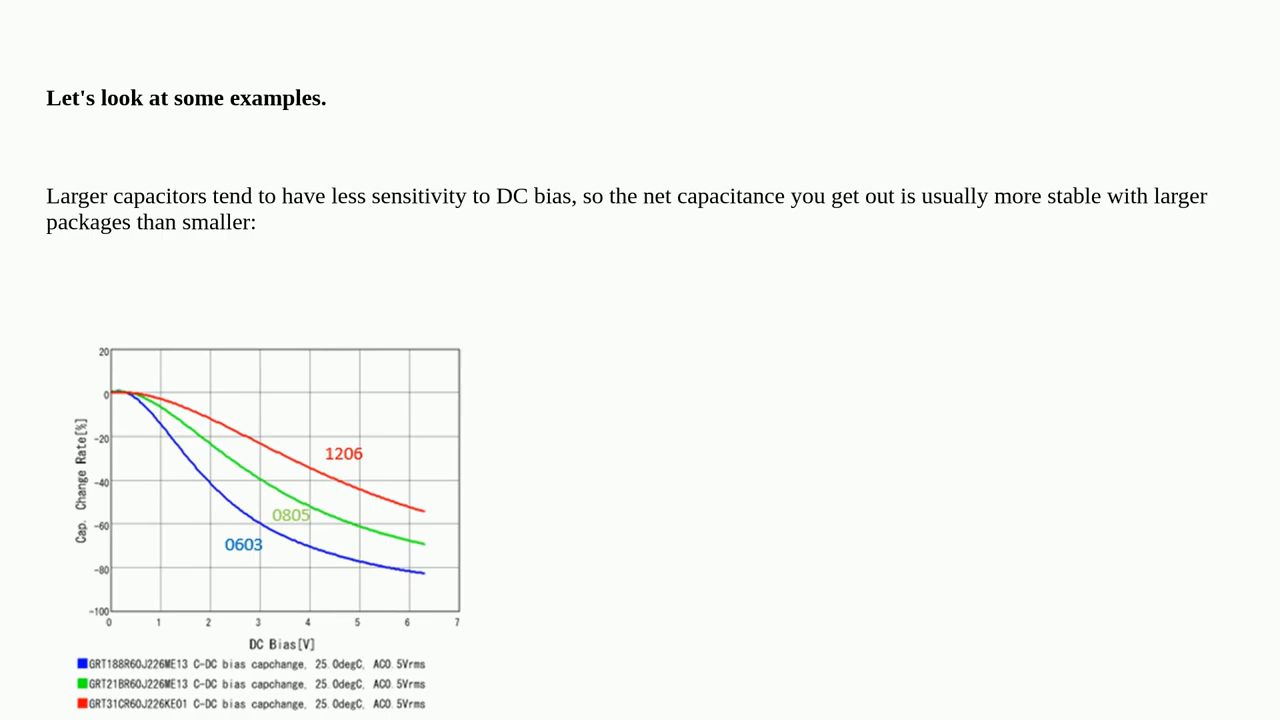 Let's look at some examples.
Larger capacitors tend to have less sensitivity to DC bias, so the net capacitance you get out is usually more stable with larger
packages than smaller:
20
0
-20
-40
-60
-80
-100
Cap. Change Rate[%]
1206
0805
0603
0 1 2 3 4 5 6 7
DC Bias[V]
GRT188R60J226ME13 C-DC bias capchange, 25.0degC, AC0.5Vrms
GRT21BR60J226ME13 C-DC bias capchange, 25.0degC, AC0.5Vrms
GRT31CR60J226KE01 C-DC bias capchange, 25.0degC, AC0.5Vrms